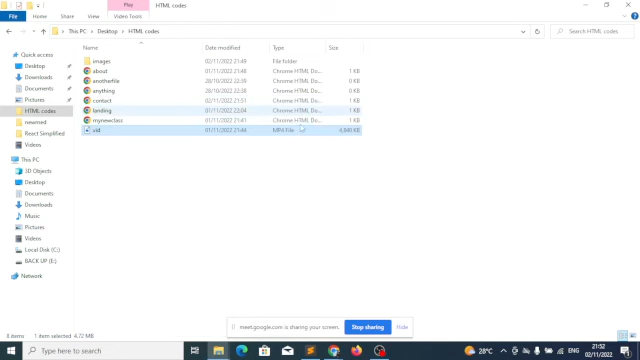 Play
File Home Share View Video Tools
This PC > Desktop > HTML codes Search HTML codes
Name Date modified Type Size
Quick access
Desktop
Downloads
Documents
Pictures
HTML codes
newmed
React Simplified
Videos
This PC
3D Objects
Desktop
Documents
Downloads
Music
Pictures
Videos
Local Disk (C:)
BACK UP (E:)
Network
images 02/11/2022 21:49 File folder
about 01/11/2022 21:48 Chrome HTML Do... 1 KB
anotherfile 28/10/2022 22:39 Chrome HTML Do... 0 KB
anything 28/10/2022 22:38 Chrome HTML Do... 0 KB
contact 02/11/2022 21:51 Chrome HTML Do... 1 KB
landing 01/11/2022 22:04 Chrome HTML Do... 1 KB
mynewclass 01/11/2022 21:41 Chrome HTML Do... 1 KB
vid 01/11/2022 21:44 MP4 File 4,840 KB
meet.google.com is sharing your screen. Stop sharing Hide
8 items 1 item selected 4.72 MB
Type here to search
28°C
ENG
21:52
02/11/2022